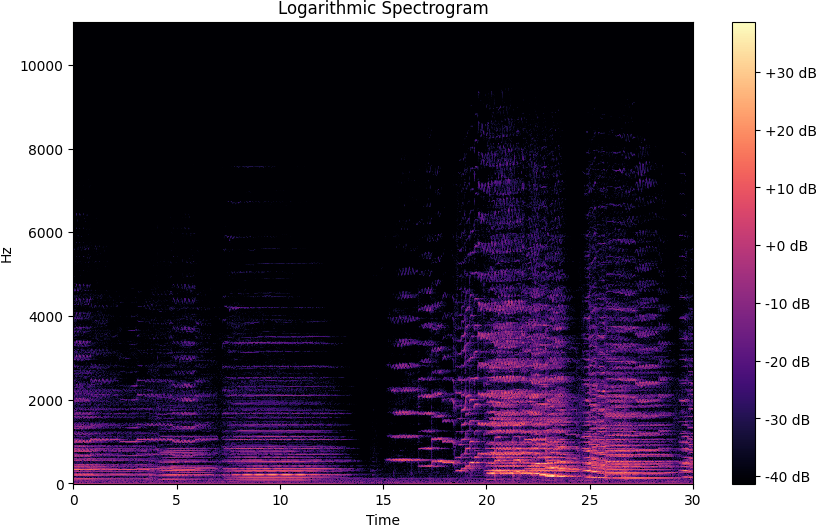 Logarithmic Spectrogram
10000
8000
6000
4000
2000
0
Hz
0 5 10 15 20 25 30
Time
+30 dB
+20 dB
+10 dB
+0 dB
-10 dB
-20 dB
-30 dB
-40 dB